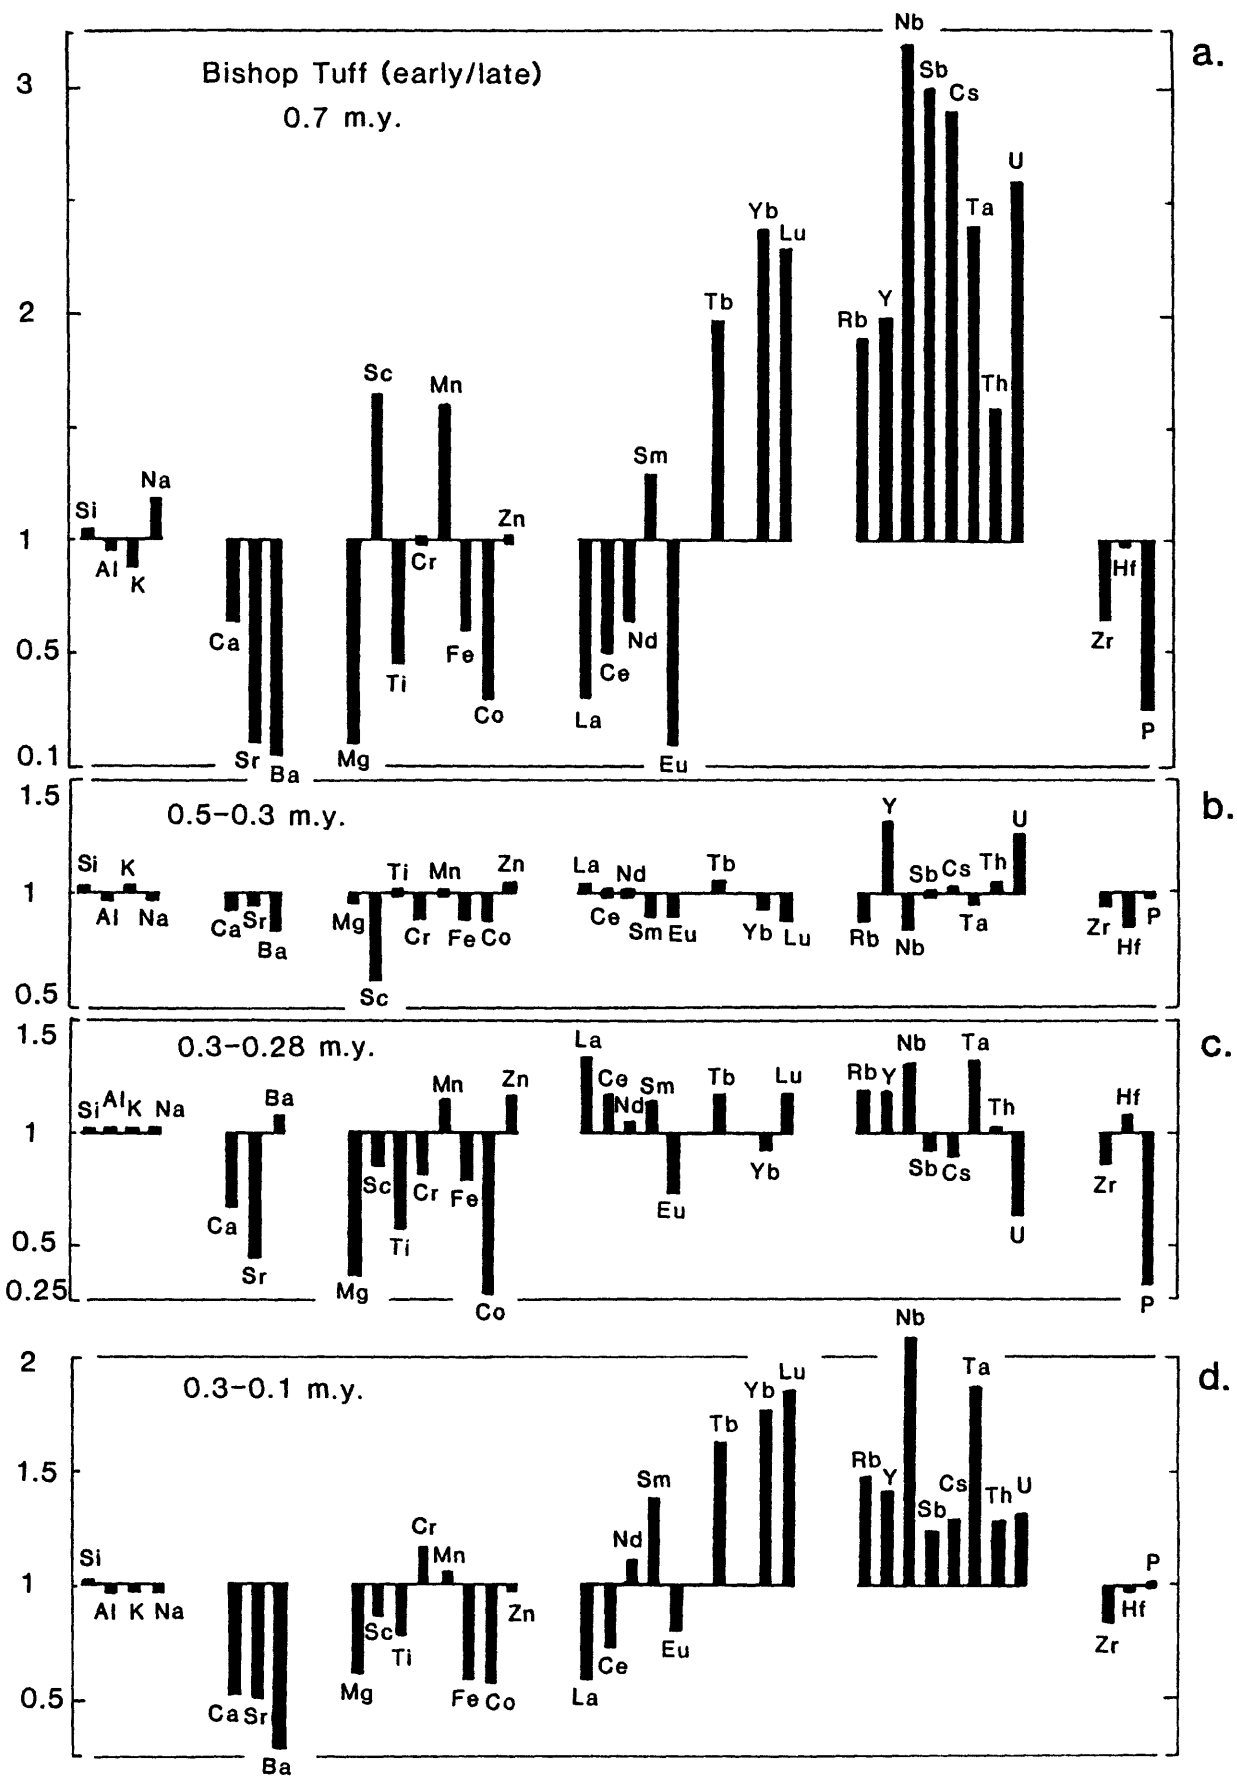 a.
Bishop Tuff (early/late)
0.7 m.y.
3
2
1
0.5
0.1
Si Al K Na
Ca Sr Ba
Mg Sc Ti Cr Mn Fe Co Zn
La Ce Nd Sm Eu Tb Yb Lu
Rb Y Nb Sb Cs Ta Th U
Zr Hf P
b.
0.5-0.3 m.y.
1.5
1
0.5
Si Al K Na
Ca Sr Ba
Mg Sc Ti Cr Mn Fe Co Zn
La Ce Nd Sm Eu Tb Yb Lu
Rb Y Nb Sb Cs Ta Th U
Zr Hf P
c.
0.3-0.28 m.y.
1.5
1
0.5
0.25
Si Al K Na
Ca Sr Ba
Mg Sc Ti Cr Mn Fe Co Zn
La Ce Nd Sm Eu Tb Yb Lu
Rb Y Nb Sb Cs Ta Th U
Zr Hf P
d.
0.3-0.1 m.y.
2
1.5
1
0.5
Si Al K Na
Ca Sr Ba
Mg Sc Ti Cr Mn Fe Co Zn
La Ce Nd Sm Eu Tb Yb Lu
Rb Y Nb Sb Cs Ta Th U
Zr Hf P